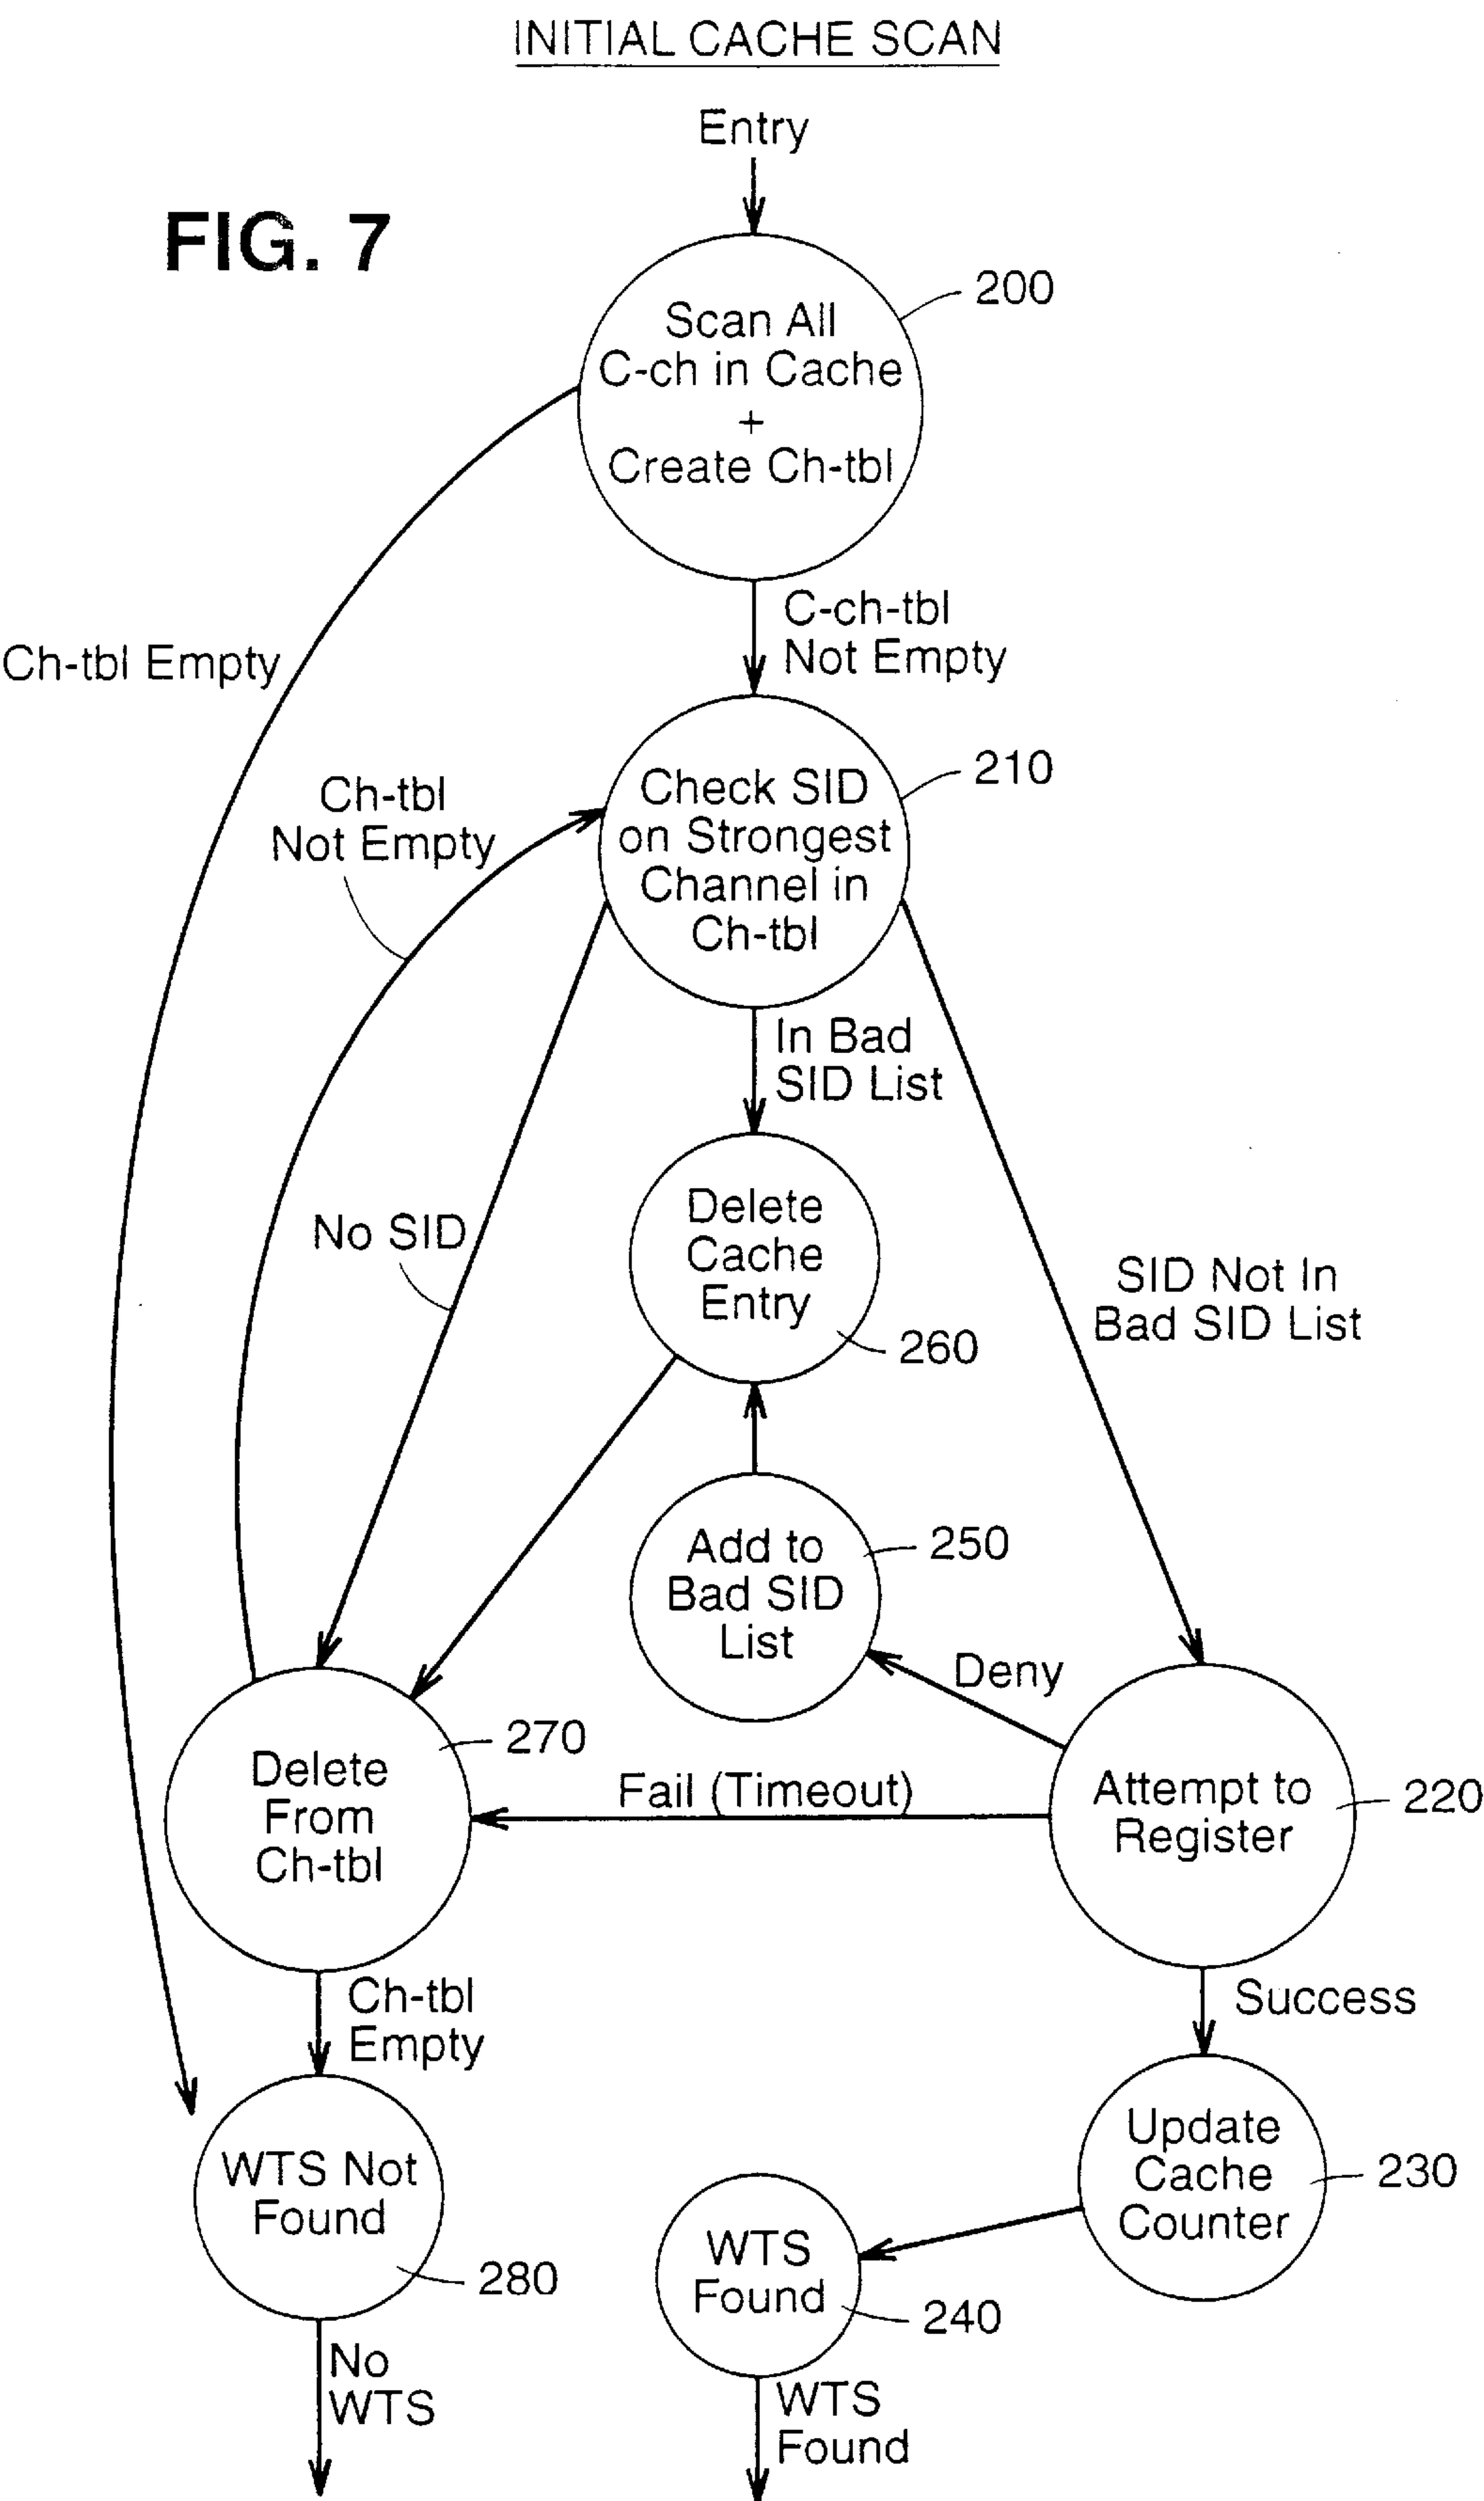 INITIAL CACHE SCAN
Entry
FIG. 7
200
Scan All
C-ch in Cache
+
Create Ch-tbl
C-ch-tbl
Not Empty
Ch-tbl Empty
210
Check SID
on Strongest
Channel in
Ch-tbl
Ch-tbl
Not Empty
In Bad
SID List
No SID
Delete
Cache
Entry
260
SID Not In
Bad SID List
Add to
Bad SID
List
250
Deny
270
Delete
From
Ch-tbl
Fail (Timeout)
Attempt to
Register
220
Ch-tbl
Empty
Success
Update
Cache
Counter
230
WTS Not
Found
280
WTS
Found
240
No
WTS
WTS
Found